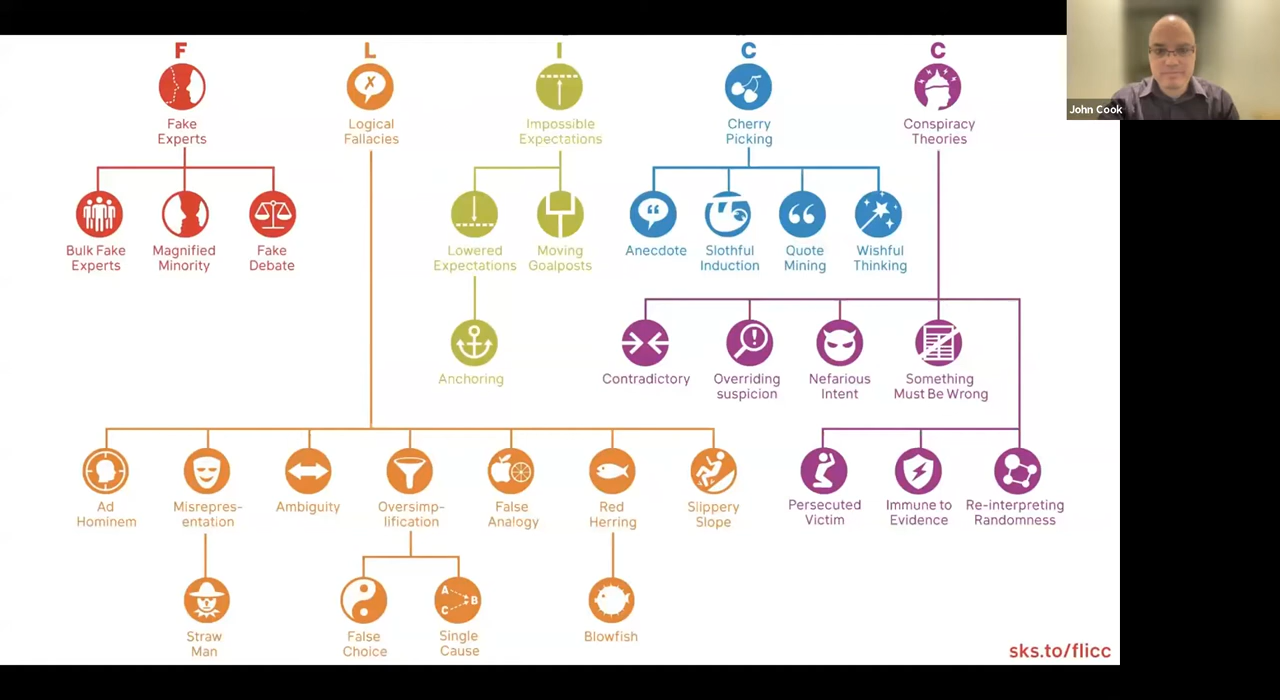 F
L
I
C
C
John Cook
Fake
Experts
Logical
Fallacies
Impossible
Expectations
Cherry
Picking
Conspiracy
Theories
Bulk Fake
Experts
Magnified
Minority
Fake
Debate
Lowered
Expectations
Moving
Goalposts
Anecdote
Slothful
Induction
Quote
Mining
Wishful
Thinking
Anchoring
Contradictory
Overriding
suspicion
Nefarious
Intent
Something
Must Be Wrong
Ad
Hominem
Misrepres-
entation
Ambiguity
Oversimp-
lification
False
Analogy
Red
Herring
Slippery
Slope
Persecuted
Victim
Immune to
Evidence
Re-interpreting
Randomness
Straw
Man
False
Choice
A
B
C
Single
Cause
Blowfish
sks.to/flicc